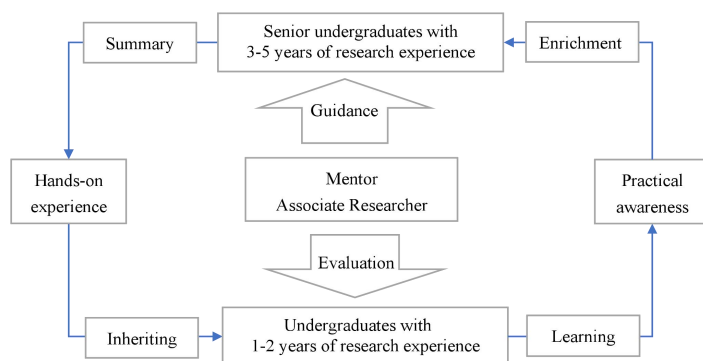 Summary
Senior undergraduates with
3-5 years of research experience
Enrichment
Guidance
Hands-on
experience
Mentor
Associate Researcher
Practical
awareness
Evaluation
Inheriting
Undergraduates with
1-2 years of research experience
Learning